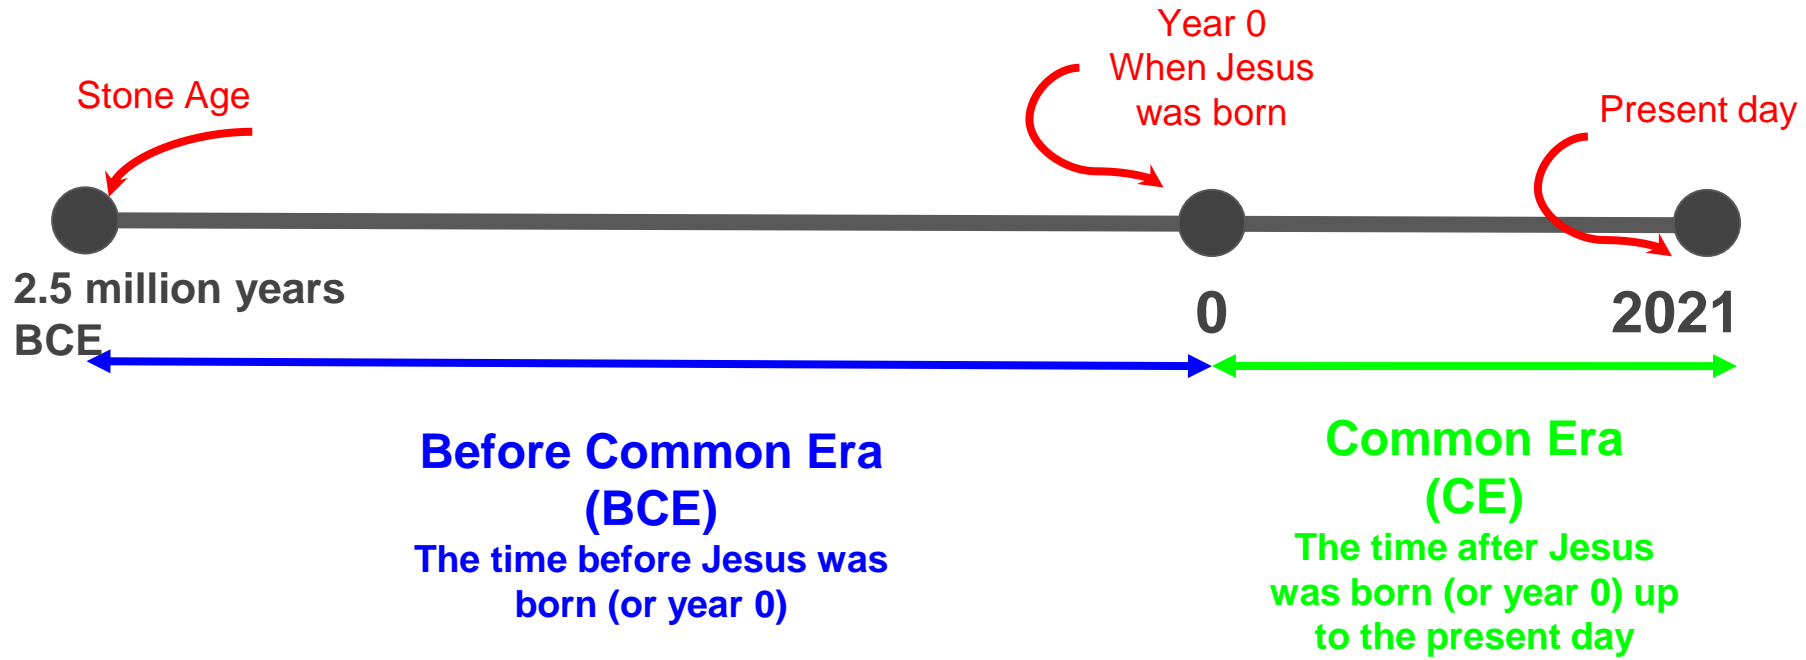 Year 0
When Jesus
was born
Stone Age
Present day
2.5 million years
BCE
0
2021
Before Common Era
(BCE)
The time before Jesus was
born (or year 0)
Common Era
(CE)
The time after Jesus
was born (or year 0) up
to the present day